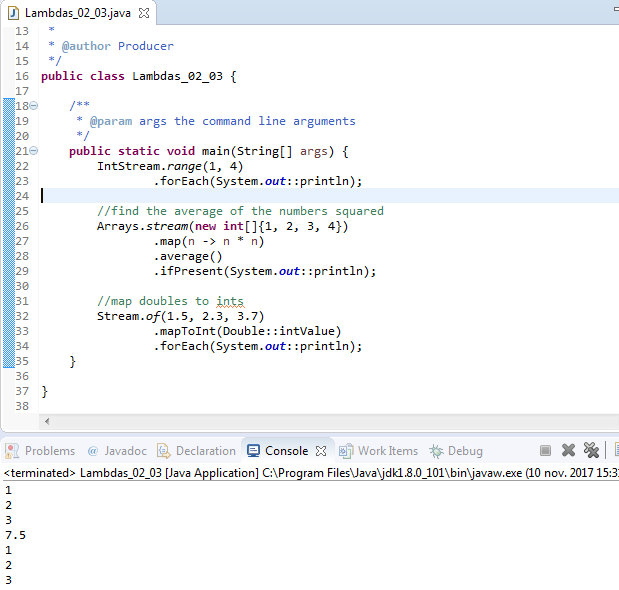 Lambdas_02_03.java
13 *
14 * @author Producer
15 */
16 public class Lambdas_02_03 {
17
18 /**
19 * @param args the command line arguments
20 */
21 public static void main(String[] args) {
22 IntStream.range(1, 4)
23 .forEach(System.out::println);
24
25 //find the average of the numbers squared
26 Arrays.stream(new int[]{1, 2, 3, 4})
27 .map(n -> n * n)
28 .average()
29 .ifPresent(System.out::println);
30
31 //map doubles to ints
32 Stream.of(1.5, 2.3, 3.7)
33 .mapToInt(Double::intValue)
34 .forEach(System.out::println);
35 }
36
37 }
38
Problems @ Javadoc Declaration Console Work Items Debug
<terminated> Lambdas_02_03 [Java Application] C:\Program Files\Java\jdk1.8.0_101\bin\javaw.exe (10 nov. 2017 15:3
1
2
3
7.5
1
2
3